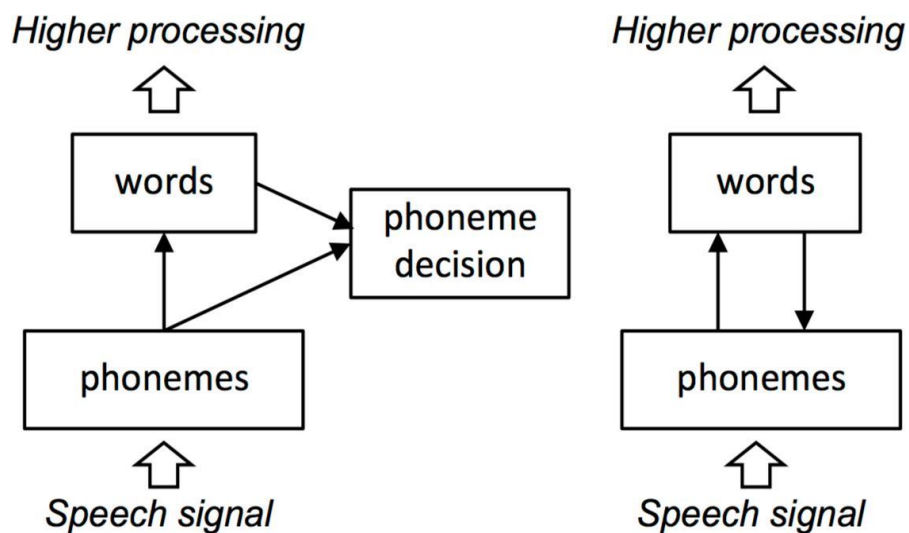 Higher processing
words
phoneme
decision
phonemes
Speech signal
Higher processing
words
phonemes
Speech signal